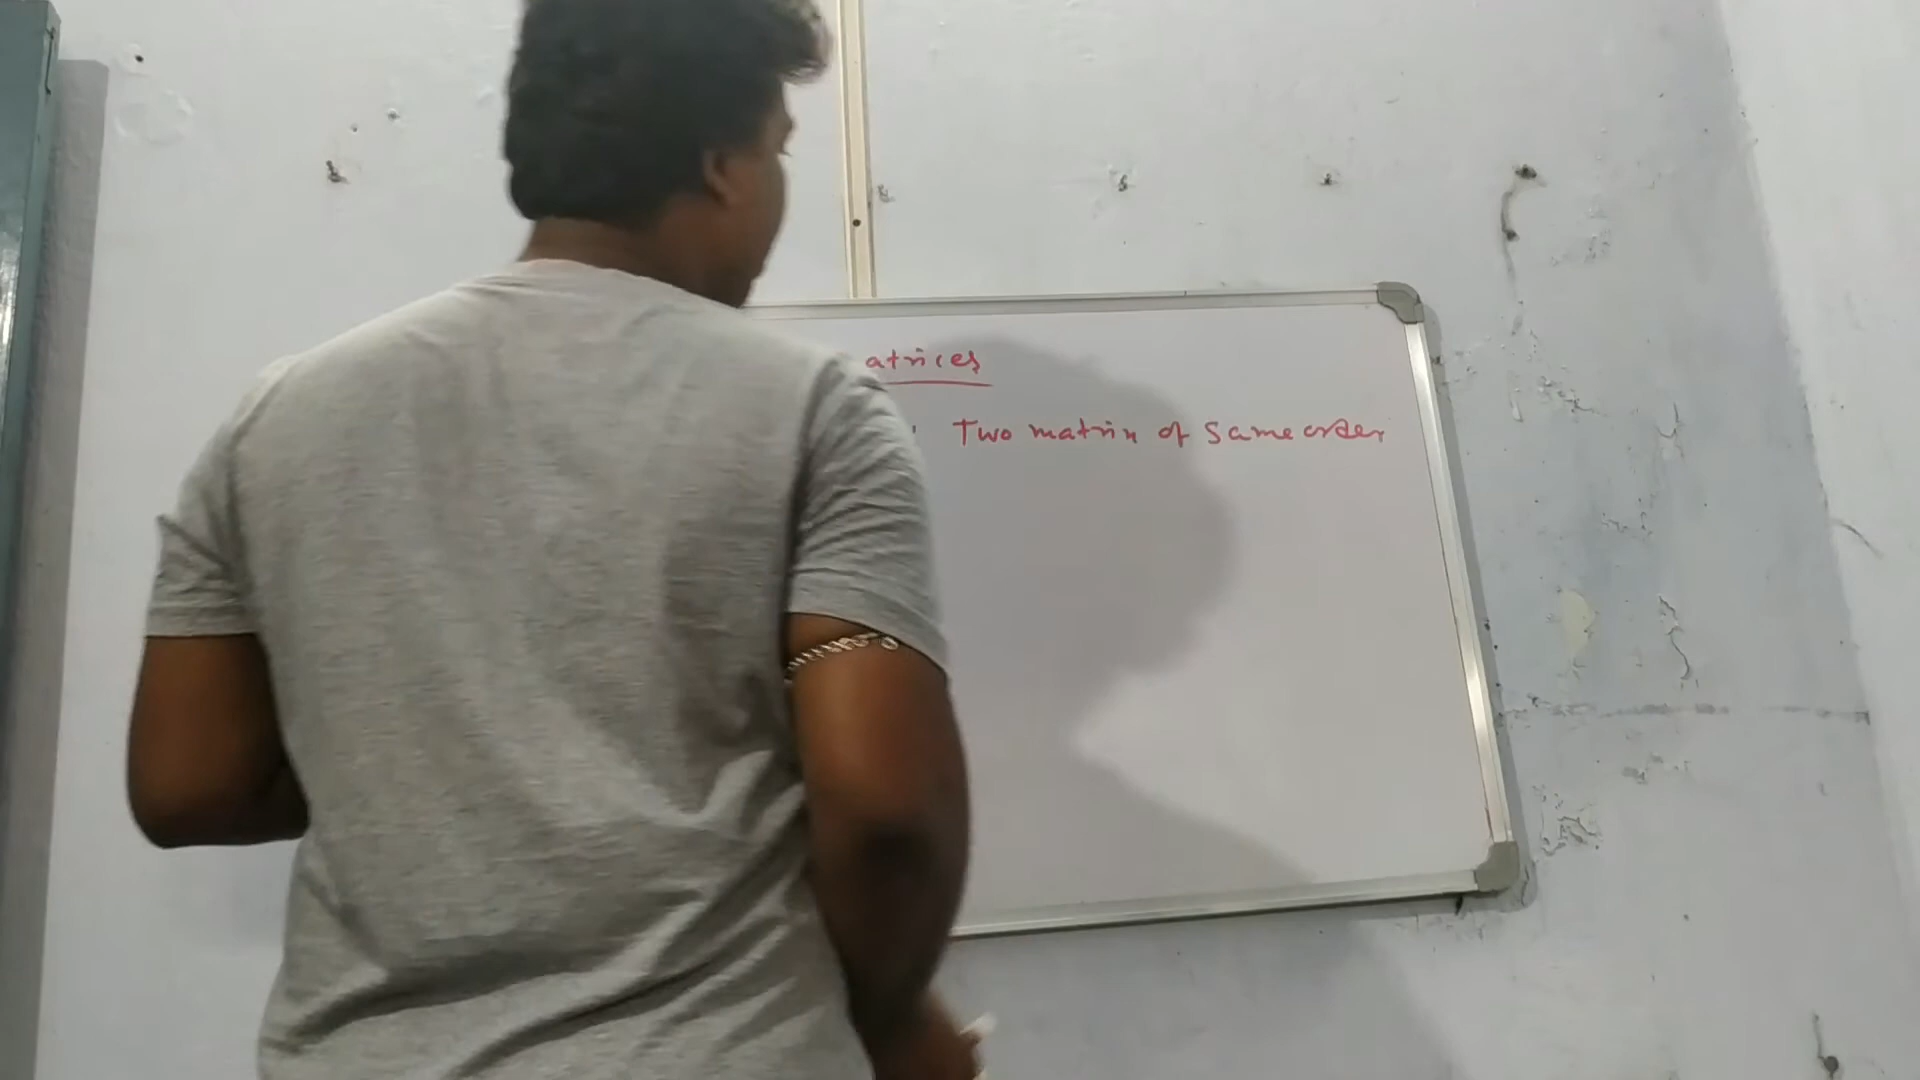 atrices
Two matrix of same order